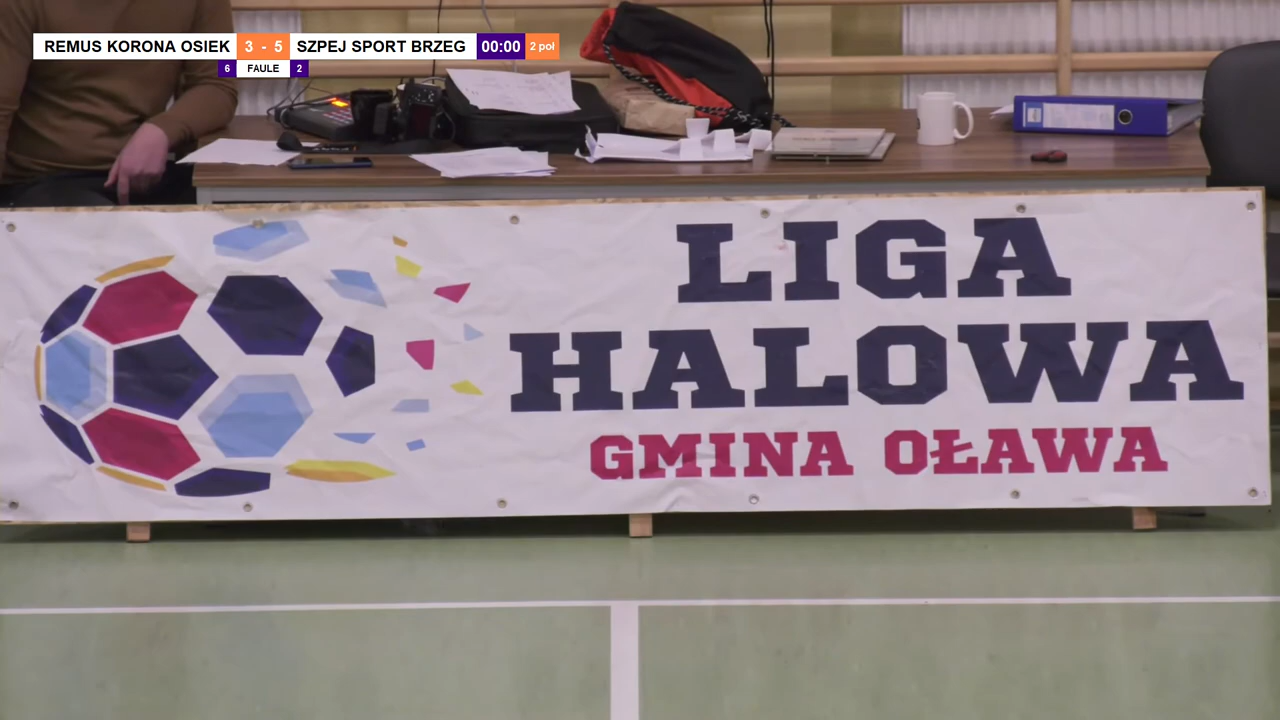 REMUS KORONA OSIEK 3 - 5 SZPEJ SPORT BRZEG 00:00 2 poł
6 FAULE 2
LIGA
HALOWA
GMINA OŁAWA